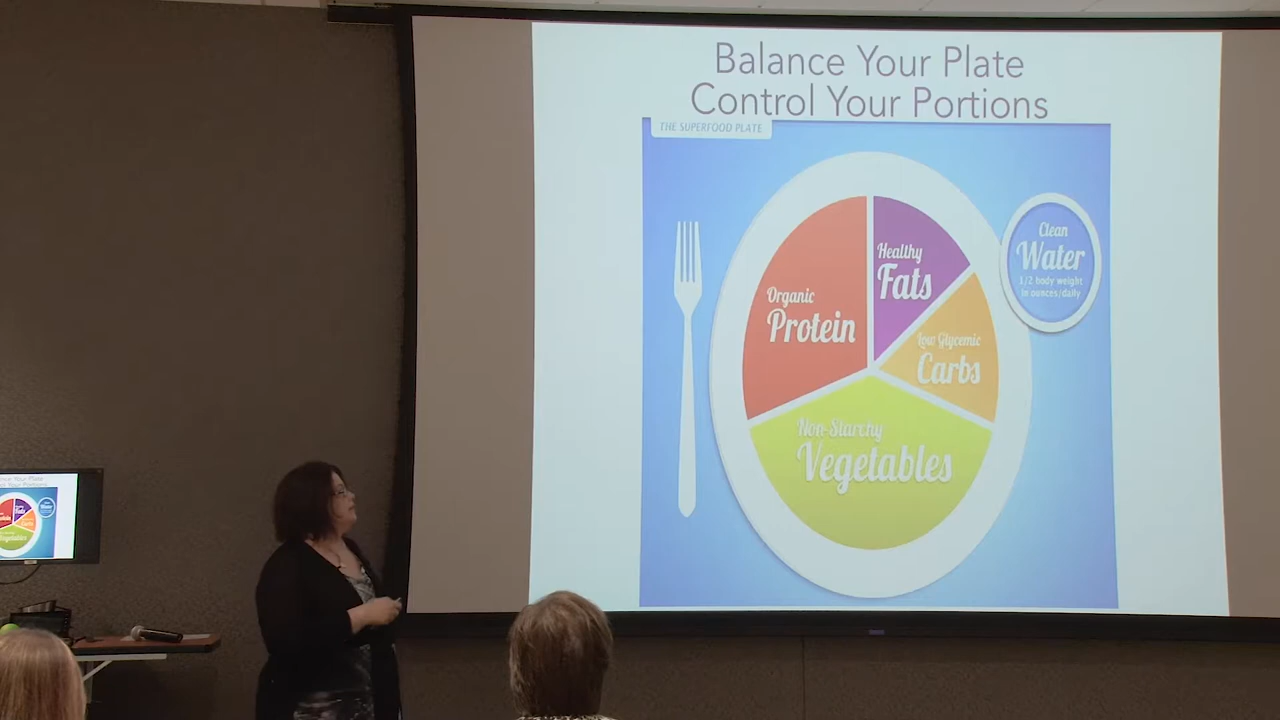 Balance Your Plate
Control Your Portions
THE SUPERFOOD PLATE
Healthy
Fats
Clean
Water
1/2 body weight
in ounces/daily
Organic
Protein
Low Glycemic
Carbs
Non-Starchy
Vegetables